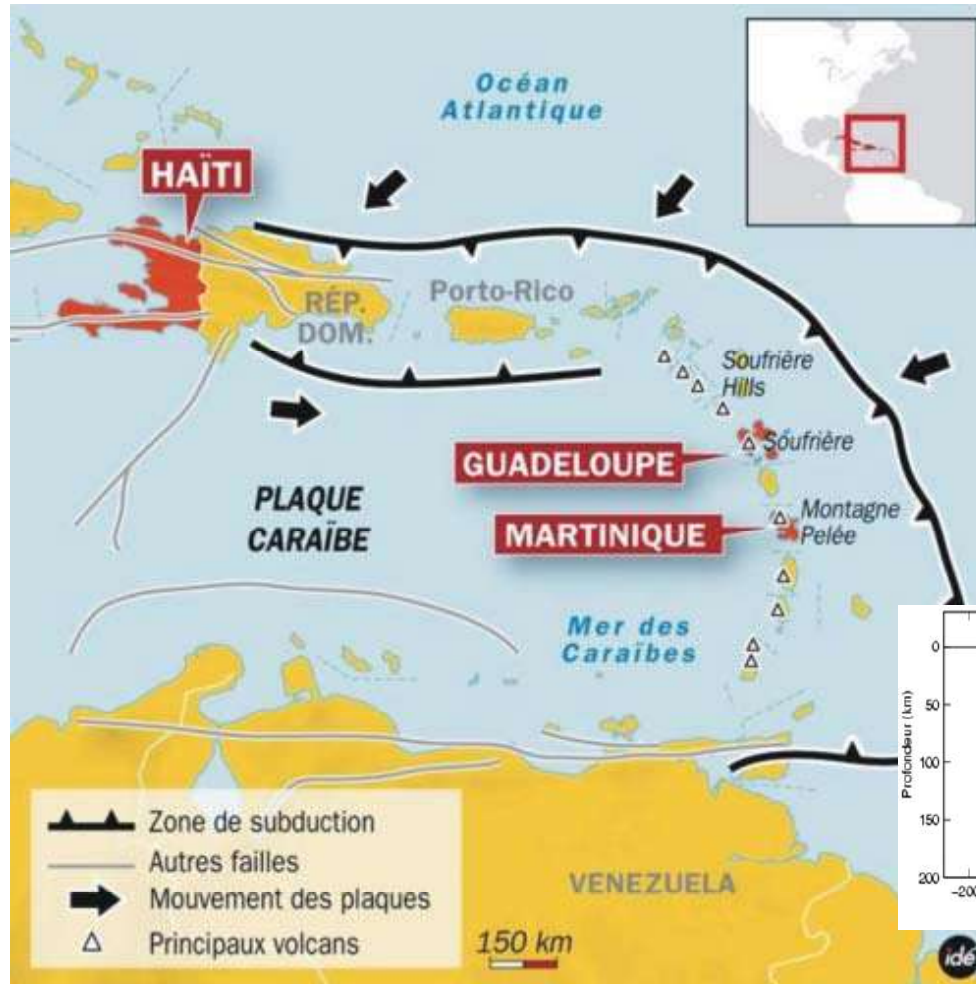 Océan
Atlantique
HAÏTI
RÉP.
DOM.
Porto-Rico
Soufrière
Hills
Soufrière
GUADELOUPE
PLAQUE
CARAÏBE
MARTINIQUE
Montagne
Pelée
Mer des
Caraïbes
0
50
100
150
200
Profondeur (km)
-200
Zone de subduction
Autres failles
Mouvement des plaques
Principaux volcans
VENEZUELA
150 km
idé